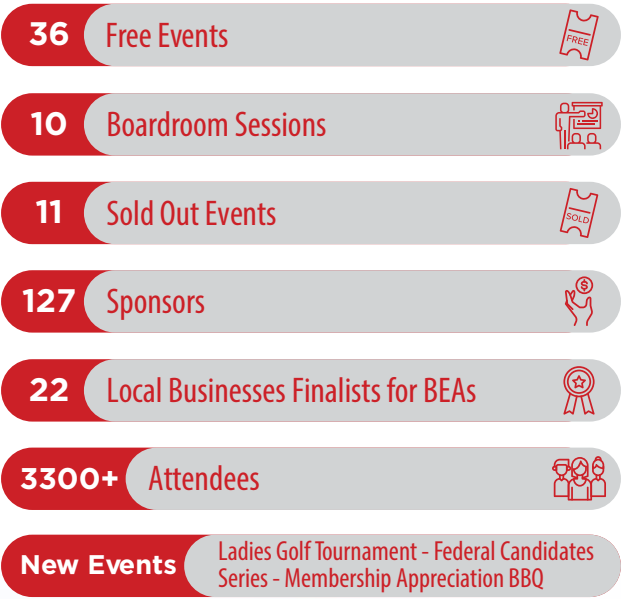 36 Free Events
FREE
10 Boardroom Sessions
11 Sold Out Events
SOLD
127 Sponsors
$
22 Local Businesses Finalists for BEAs
3300+ Attendees
New Events Ladies Golf Tournament - Federal Candidates
Series - Membership Appreciation BBQ